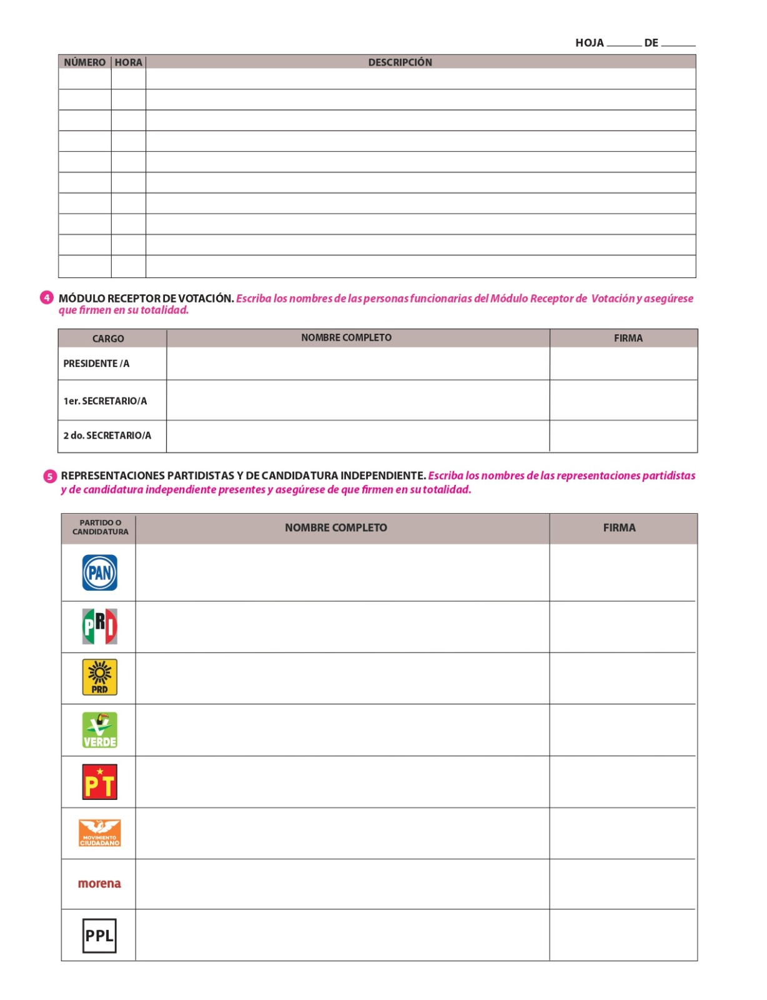 HOJA ______ DE ______
NÚMERO HORA DESCRIPCIÓN
4 MÓDULO RECEPTOR DE VOTACIÓN. Escriba los nombres de las personas funcionarias del Módulo Receptor de Votación y asegúrese
que firmen en su totalidad.
CARGO NOMBRE COMPLETO FIRMA
PRESIDENTE /A
1er. SECRETARIO/A
2 do. SECRETARIO/A
5 REPRESENTACIONES PARTIDISTAS Y DE CANDIDATURA INDEPENDIENTE. Escriba los nombres de las representaciones partidistas
y de candidatura independiente presentes y asegúrese de que firmen en su totalidad.
PARTIDO O
CANDIDATURA
NOMBRE COMPLETO FIRMA
PAN
PRI
PRD
VERDE
PT
MOVIMIENTO
CIUDADANO
morena
PPL